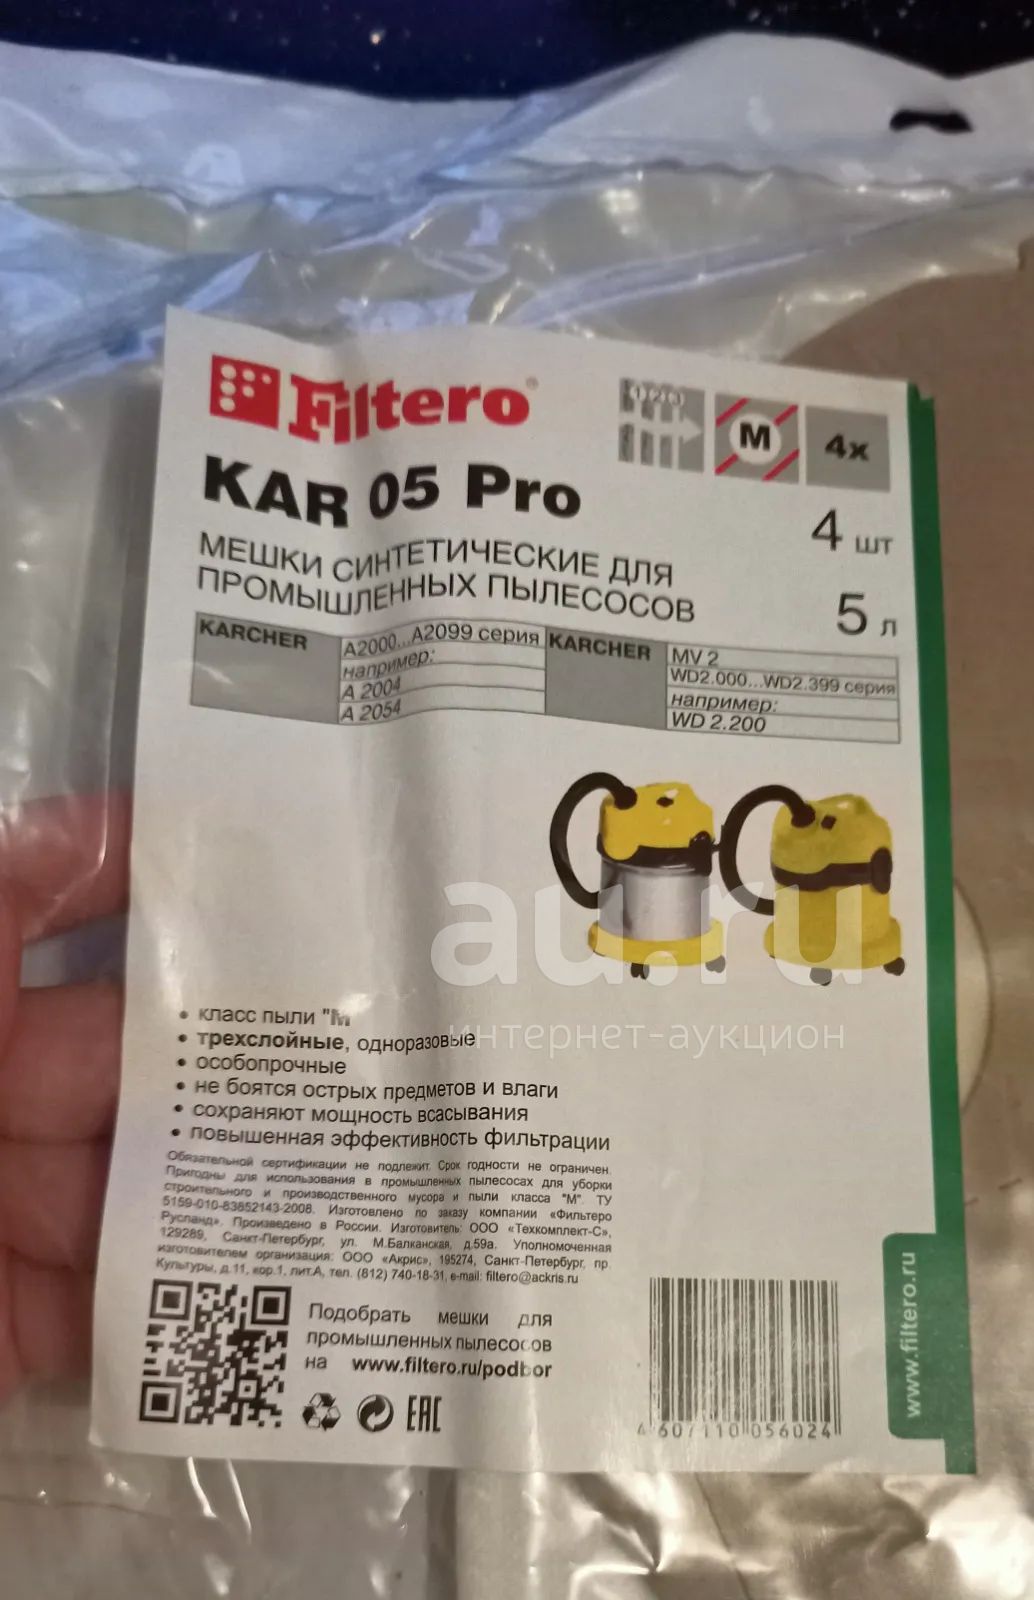 Filtero®
1 2 3
M
4x
KAR 05 Pro
4 шт
МЕШКИ СИНТЕТИЧЕСКИЕ ДЛЯ
ПРОМЫШЛЕННЫХ ПЫЛЕСОСОВ
5 л
KARCHER
A2000...A2099 серия
например:
A 2004
A 2054
KARCHER
MV 2
WD2.000...WD2.399 серия
например:
WD 2.200
au.ru
интернет-аукцион
• класс пыли "М
• трехслойные, одноразовые
• особопрочные
• не боятся острых предметов и влаги
• сохраняют мощность всасывания
• повышенная эффективность фильтрации
Обязательной сертификации не подлежит. Срок годности не ограничен.
Пригодны для использования в промышленных пылесосах для уборки
строительного и производственного мусора и пыли класса "М". ТУ
5159-010-83852143-2008. Изготовлено по заказу компании «Фильтеро
Русланд». Произведено в России. Изготовитель: ООО «Техкомплект-С»,
129289, Санкт-Петербург, ул. М.Балканская, д.59а. Уполномоченная
изготовителем организация: ООО «Акрис», 195274, Санкт-Петербург, пр.
Культуры, д.11, кор.1, лит.А, тел. (812) 740-18-31, e-mail: filtero@ackris.ru
Подобрать мешки для
промышленных пылесосов
на www.filtero.ru/podbor
EAC
4 607110 056024
www.filtero.ru